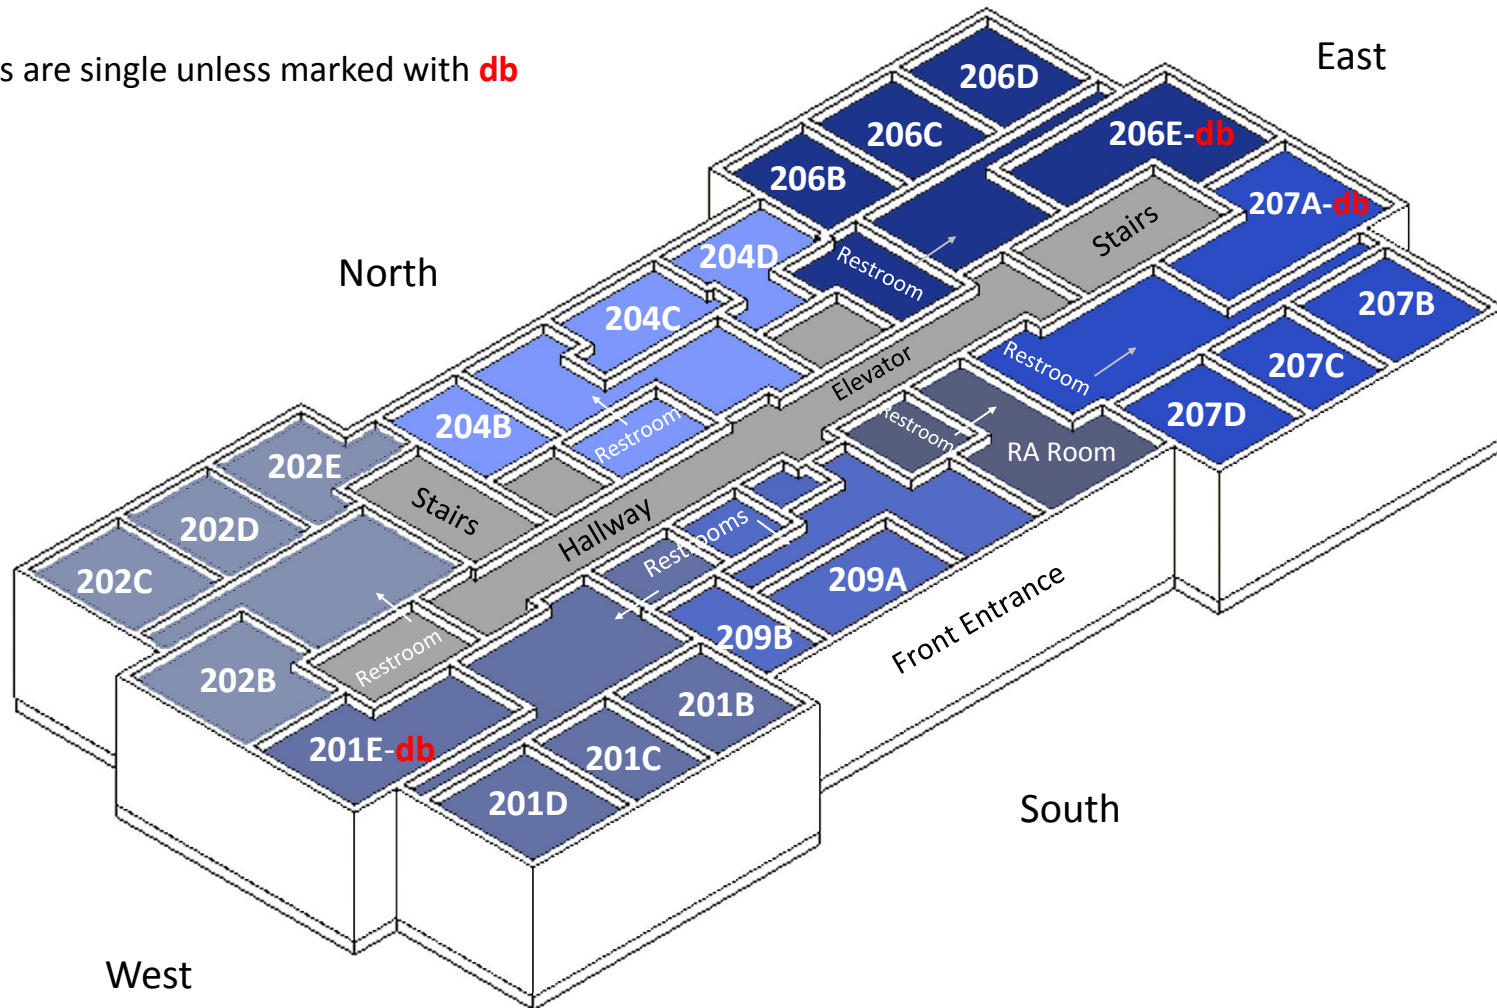 s are single unless marked with db
East
North
South
West
206D
206C
206B
206E-db
207A-db
Stairs
Restroom
204D
204C
204B
Restroom
Elevator
Restroom
207B
207C
207D
Restroom
RA Room
202E
202D
202C
Stairs
Hallway
Restrooms
209A
209B
Front Entrance
Restroom
202B
201E-db
201B
201C
201D